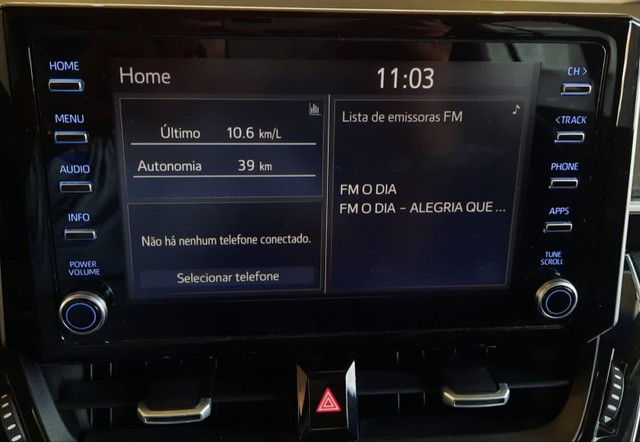 HOME
MENU
AUDIO
INFO
POWER
VOLUME
Home
11:03
Último 10.6 km/L
Autonomia 39 km
Não há nenhum telefone conectado.
Selecionar telefone
Lista de emissoras FM
FM O DIA
FM O DIA - ALEGRIA QUE ...
CH >
< TRACK
PHONE
APPS
TUNE
SCROLL